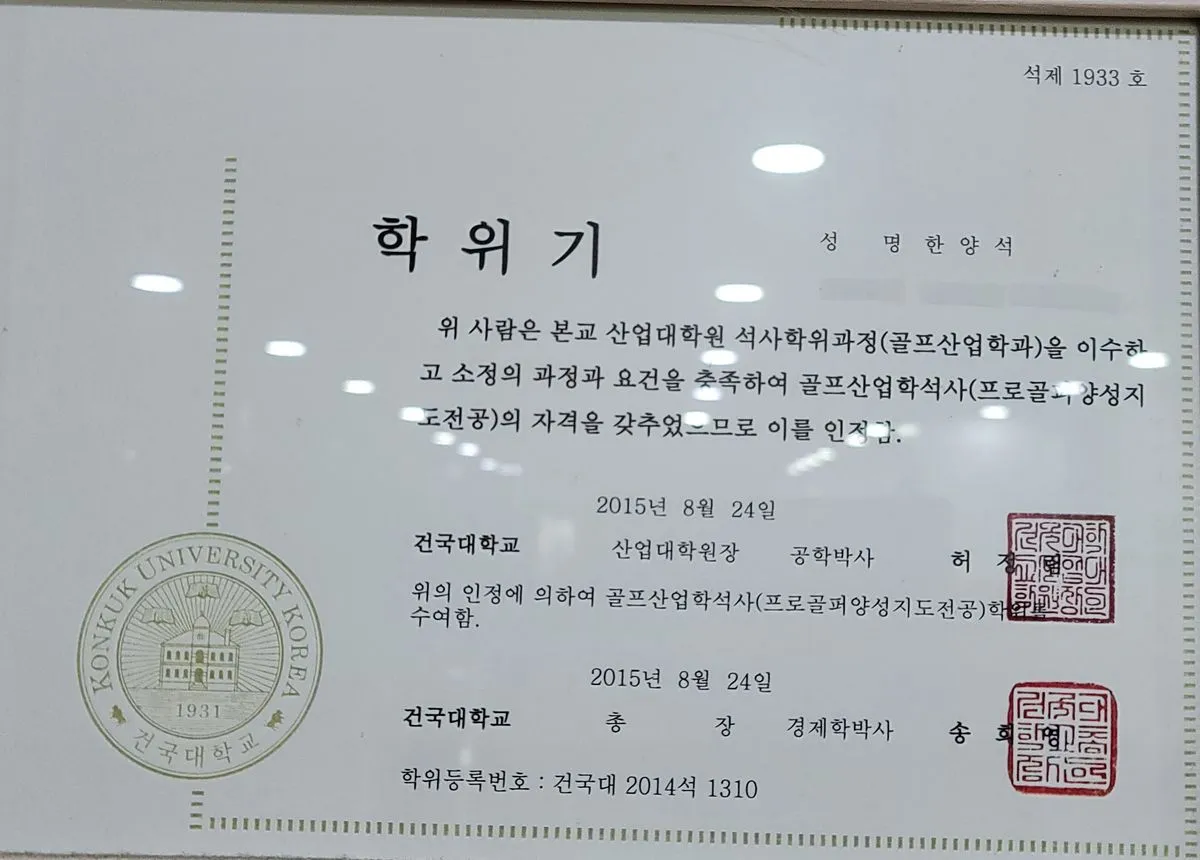 석제 1933 호
학 위 기
성 명 한 양 석
위 사람은 본교 산업대학원 석사학위과정(골프산업학과)을 이수하
고 소정의 과정과 요건을 충족하여 골프산업학석사(프로골퍼양성지
도전공)의 자격을 갖추었으므로 이를 인정함.
2015년 8월 24일
건국대학교 산업대학원장 공학박사 허 정
위의 인정에 의하여 골프산업학석사(프로골퍼양성지도전공)학위를
수여함.
2015년 8월 24일
건국대학교 총 장 경제학박사 송 희 영
학위등록번호 : 건국대 2014석 1310
KONKUK UNIVERSITY KOREA
1931
건국대학교